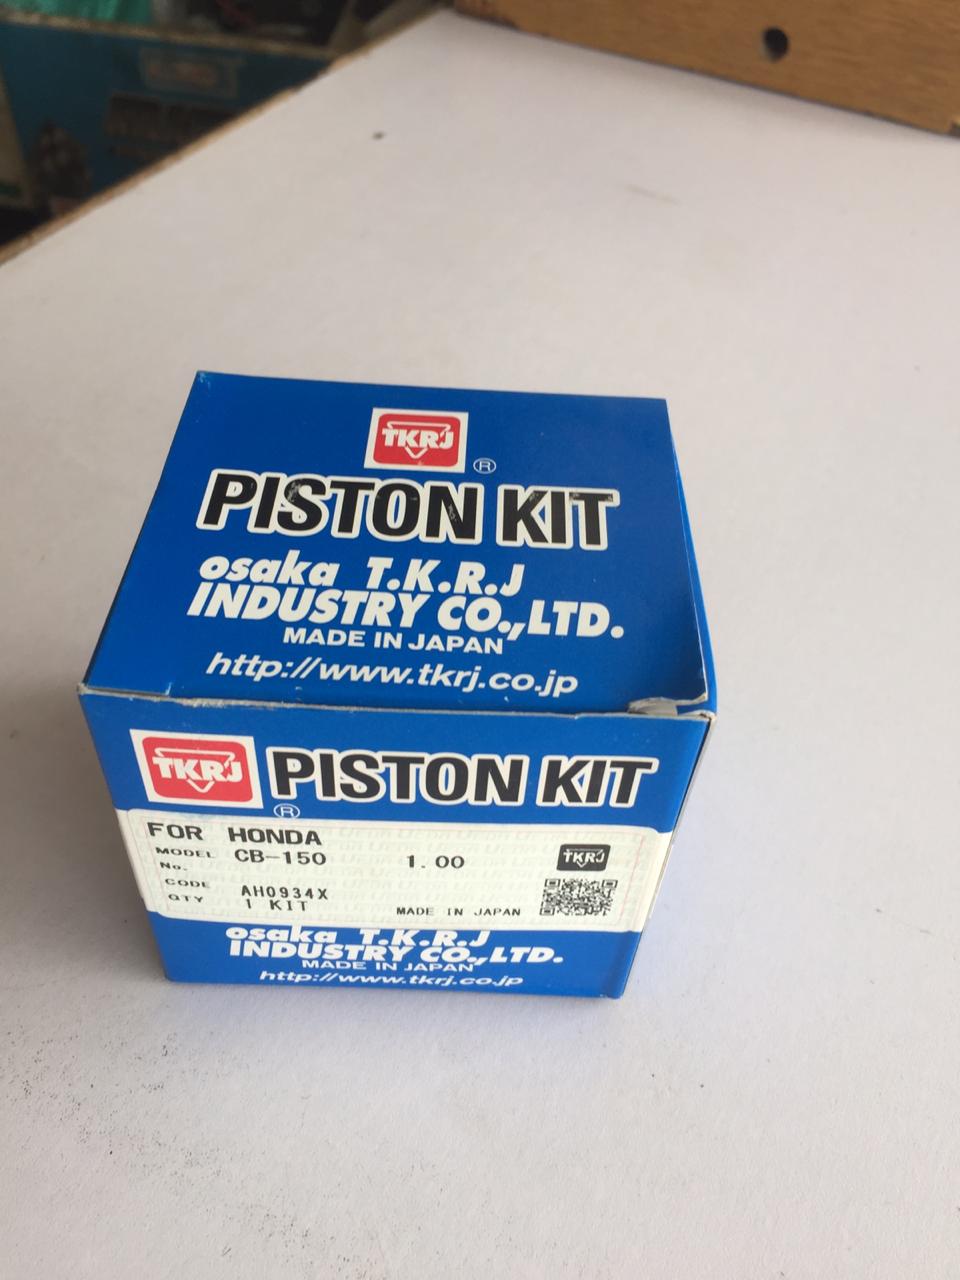 TKRJ
®
PISTON KIT
osaka T.K.R.J
INDUSTRY CO.,LTD.
MADE IN JAPAN
http://www.tkrj.co.jp
TKRJ
®
PISTON KIT
FOR HONDA
MODEL No. CB-150 1.00
TKRJ
CODE AH0934X
QTY 1 KIT
MADE IN JAPAN
osaka T.K.R.J
INDUSTRY CO.,LTD.
MADE IN JAPAN
http://www.tkrj.co.jp